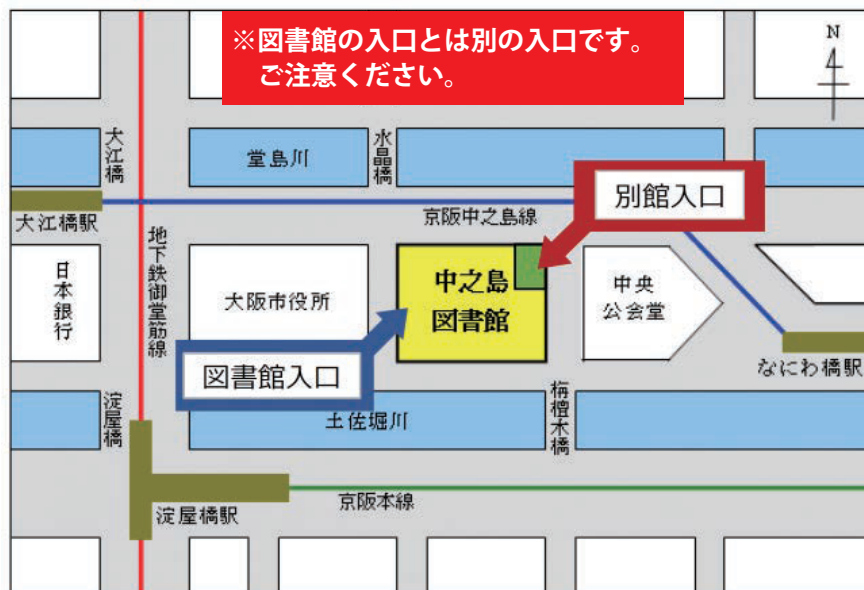 ※図書館の入口とは別の入口です。
ご注意ください。
N
大江橋
堂島川
水晶橋
別館入口
大江橋駅
京阪中之島線
地下鉄御堂筋線
日本銀行
大阪市役所
中之島
図書館
中央
公会堂
図書館入口
なにわ橋駅
淀屋橋
土佐堀川
栴檀木橋
淀屋橋駅
京阪本線